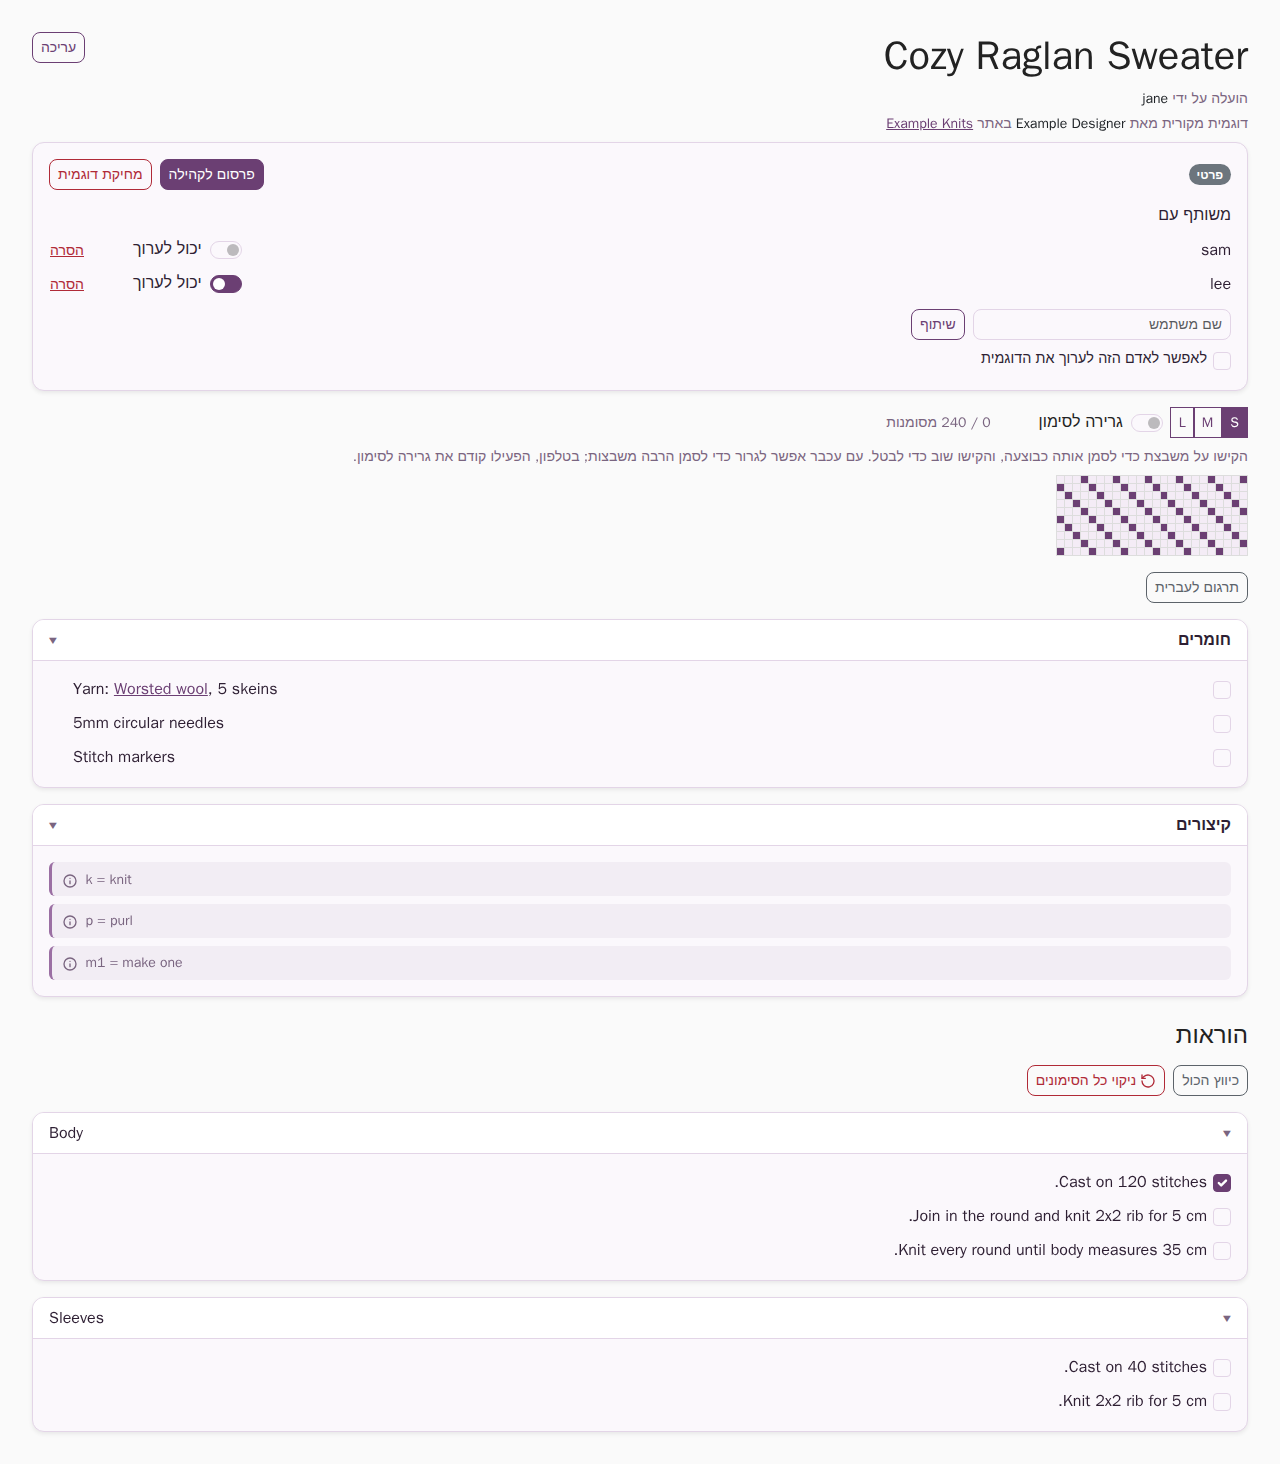 Cozy Raglan Sweater
עריכה
הועלה על ידי jane
דוגמית מקורית מאת Example Designer באתר Example Knits
פרטי
פרסום לקהילה
מחיקת דוגמית
משותף עם
sam
יכול לערוך
הסרה
lee
יכול לערוך
הסרה
שם משתמש
שיתוף
לאפשר לאדם הזה לערוך את הדוגמית
S
M
L
גרירה לסימון
0 / 240 מסומנות
הקישו על משבצת כדי לסמן אותה כבוצעה, והקישו שוב כדי לבטל. עם עכבר אפשר לגרור כדי לסמן הרבה משבצות; בטלפון, הפעילו קודם את גרירה לסימון.
תרגום לעברית
חומרים
Yarn: Worsted wool, 5 skeins
5mm circular needles
Stitch markers
קיצורים
k = knit
p = purl
m1 = make one
הוראות
כיווץ הכול
ניקוי כל הסימונים
Body
Cast on 120 stitches.
Join in the round and knit 2x2 rib for 5 cm.
Knit every round until body measures 35 cm.
Sleeves
Cast on 40 stitches.
Knit 2x2 rib for 5 cm.